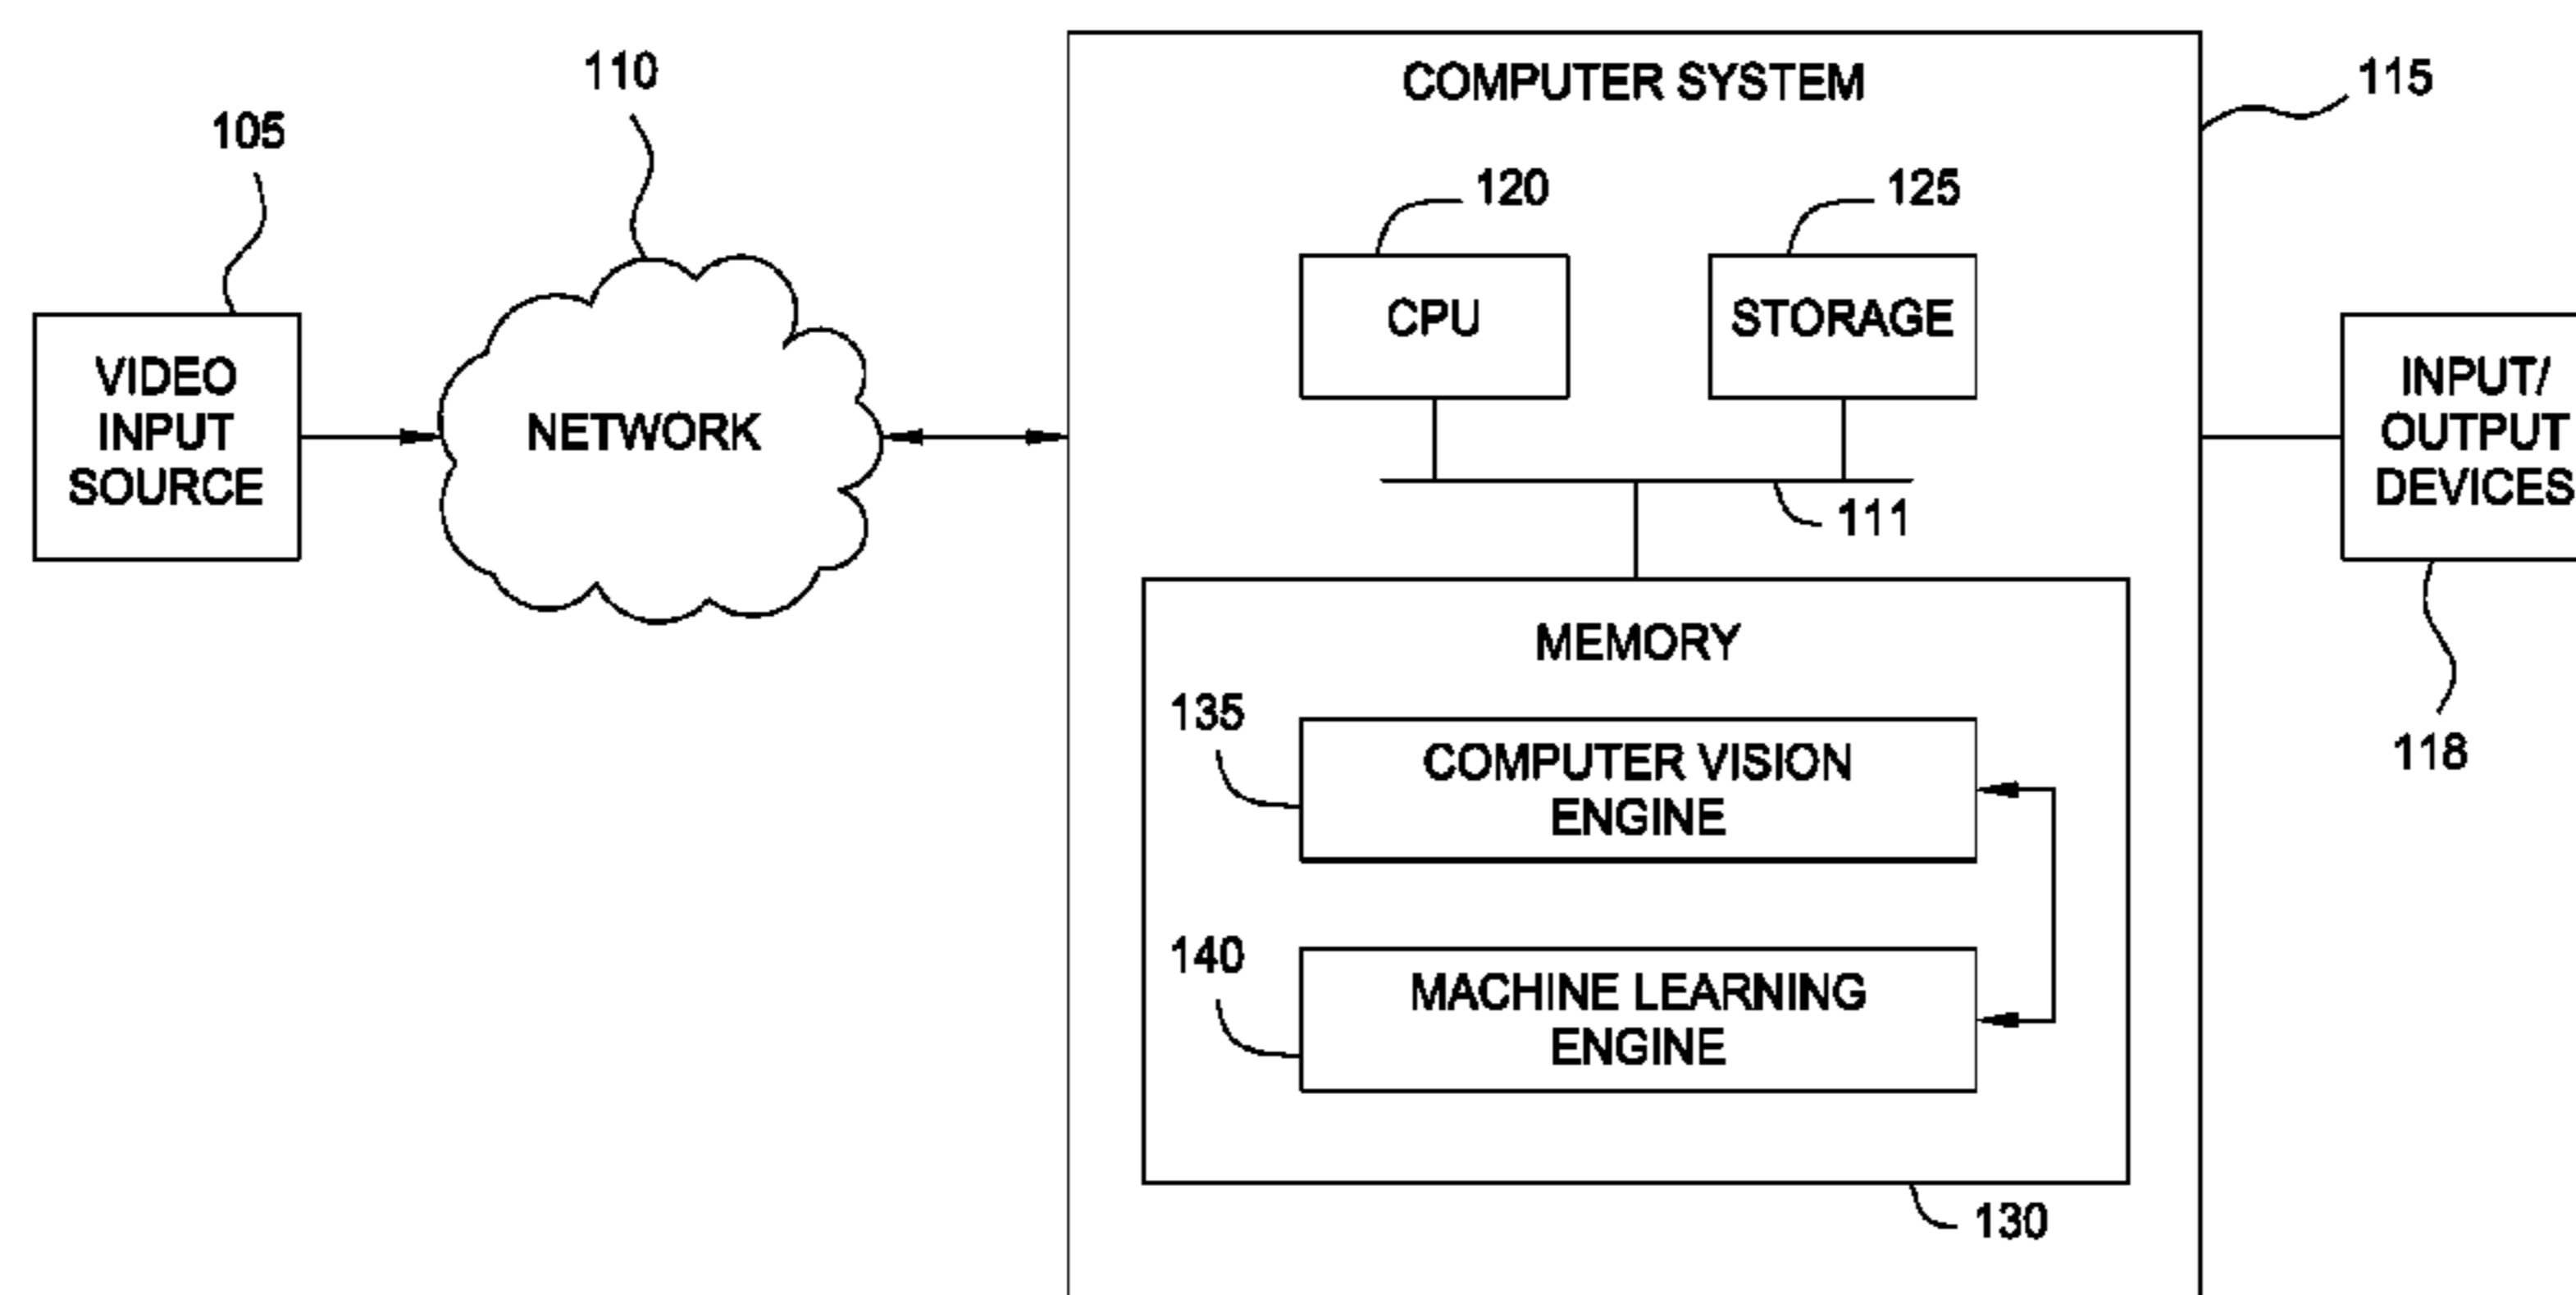 COMPUTER SYSTEM
115
110
105
120
125
CPU
STORAGE
VIDEO
INPUT
SOURCE
NETWORK
INPUT/
OUTPUT
DEVICES
111
MEMORY
135
COMPUTER VISION
ENGINE
118
140
MACHINE LEARNING
ENGINE
130